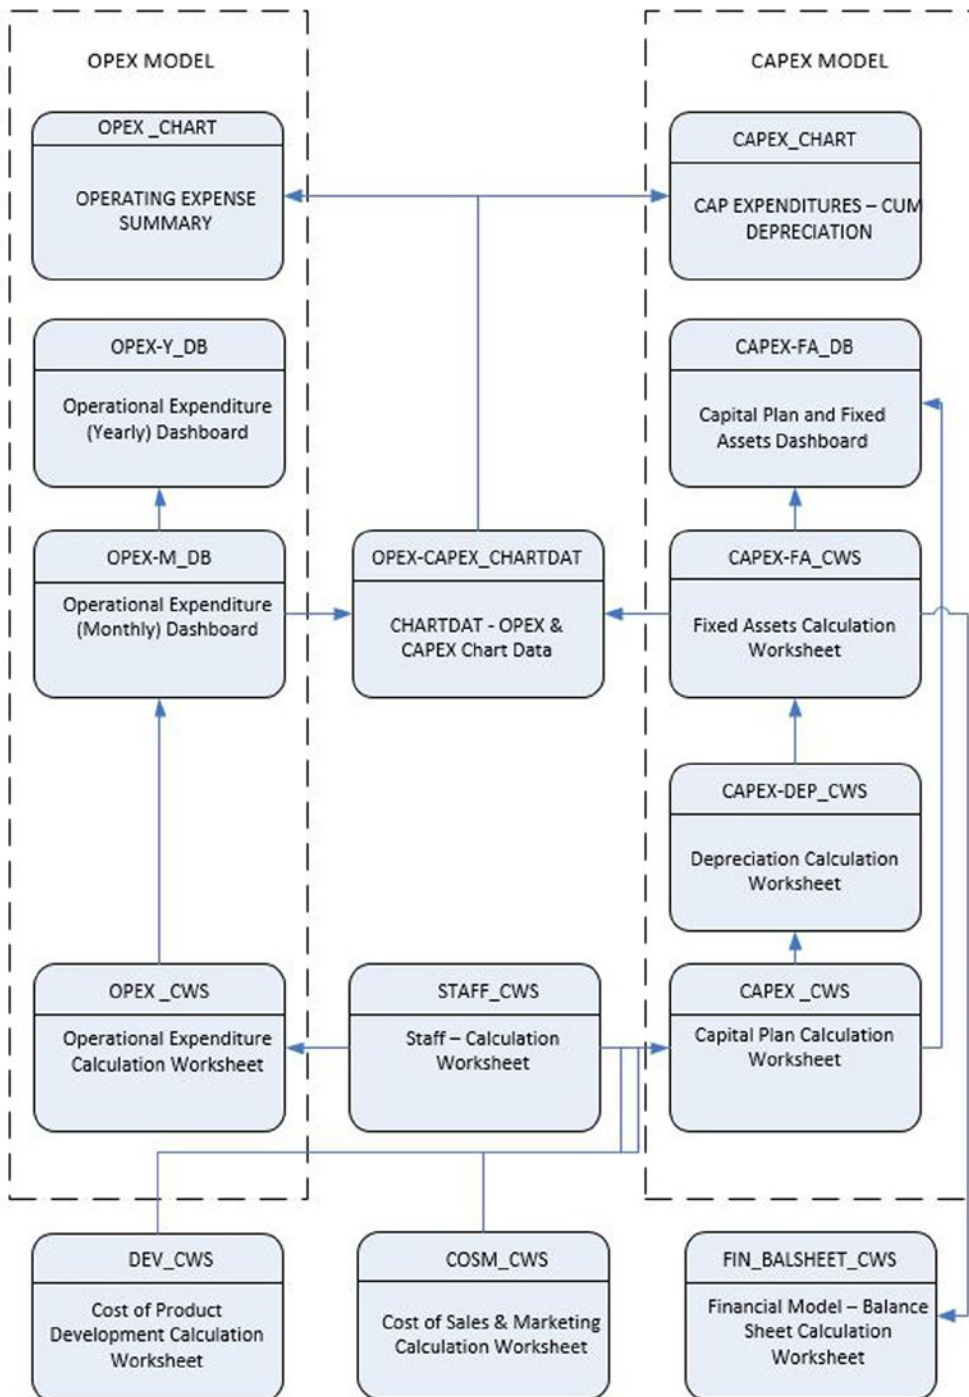 OPEX MODEL
CAPEX MODEL
OPEX _CHART
OPERATING EXPENSE
SUMMARY
CAPEX_CHART
CAP EXPENDITURES – CUM
DEPRECIATION
OPEX-Y_DB
Operational Expenditure
(Yearly) Dashboard
CAPEX-FA_DB
Capital Plan and Fixed
Assets Dashboard
OPEX-M_DB
Operational Expenditure
(Monthly) Dashboard
OPEX-CAPEX_CHARTDAT
CHARTDAT - OPEX &
CAPEX Chart Data
CAPEX-FA_CWS
Fixed Assets Calculation
Worksheet
CAPEX-DEP_CWS
Depreciation Calculation
Worksheet
OPEX _CWS
Operational Expenditure
Calculation Worksheet
STAFF_CWS
Staff – Calculation
Worksheet
CAPEX _CWS
Capital Plan Calculation
Worksheet
DEV_CWS
Cost of Product
Development Calculation
Worksheet
COSM_CWS
Cost of Sales & Marketing
Calculation Worksheet
FIN_BALSHEET_CWS
Financial Model – Balance
Sheet Calculation
Worksheet